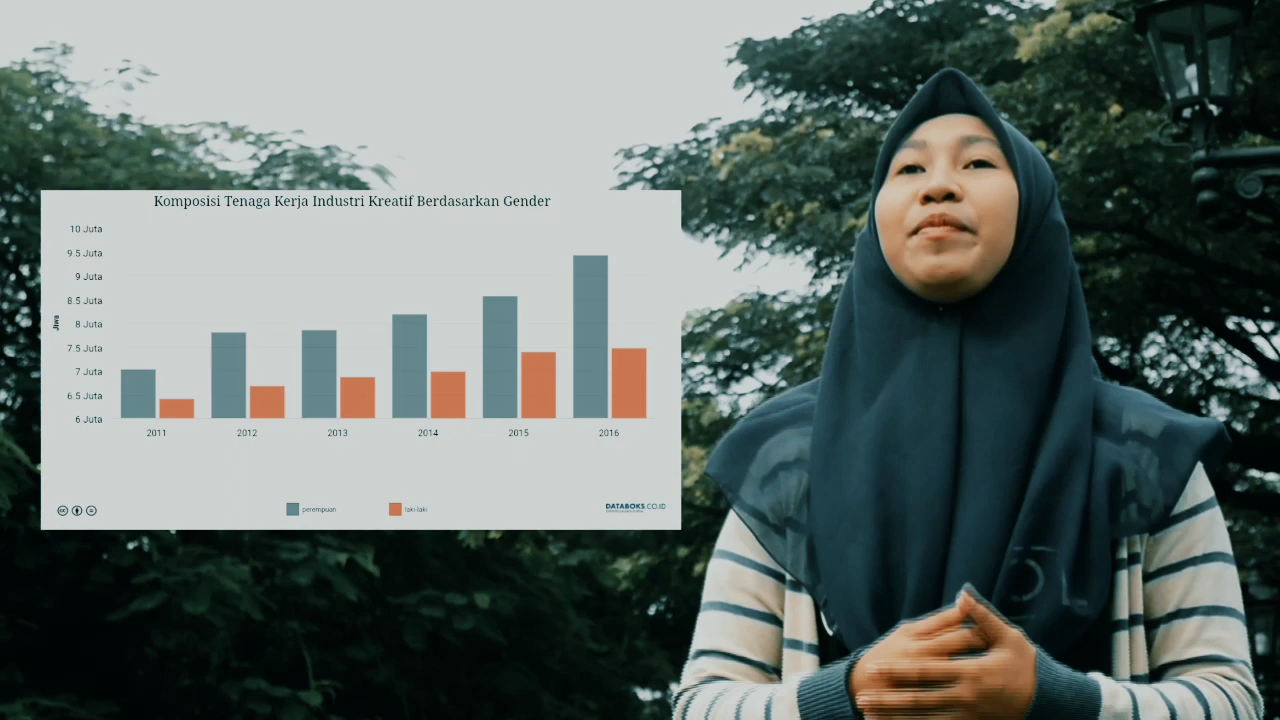 Komposisi Tenaga Kerja Industri Kreatif Berdasarkan Gender
10 Juta
9.5 Juta
9 Juta
8.5 Juta
8 Juta
7.5 Juta
7 Juta
6.5 Juta
6 Juta
Jiwa
2011 2012 2013 2014 2015 2016
perempuan laki-laki
DATABOKS.CO.ID